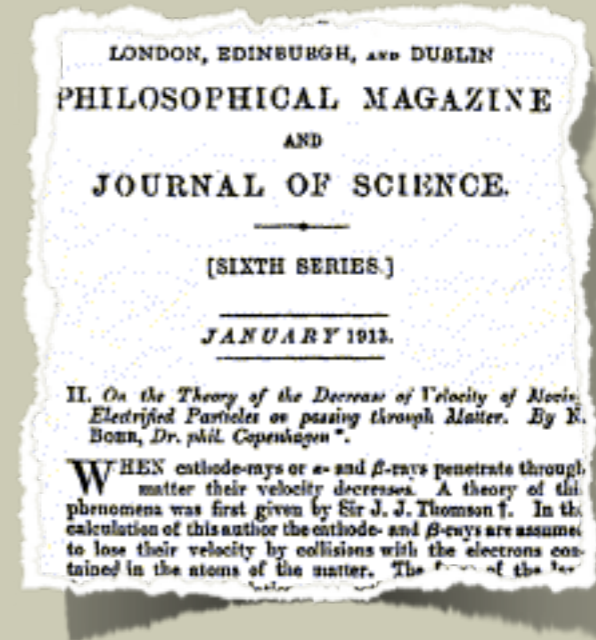 LONDON, EDINBURGH, AND DUBLIN
PHILOSOPHICAL MAGAZINE
AND
JOURNAL OF SCIENCE.
[SIXTH SERIES.]
JANUARY 1913.
II. On the Theory of the Decrease of Velocity of Movin
Electrified Particles on passing through Matter. By N.
BOHR, Dr. phil. Copenhagen *.
WHEN cathode-rays or α- and β-rays penetrate through
matter their velocity decreases. A theory of this
phenomena was first given by Sir J. J. Thomson †. In the
calculation of this author the cathode- and β-rays are assumed
to lose their velocity by collisions with the electrons con-
tained in the atoms of the matter. The of the